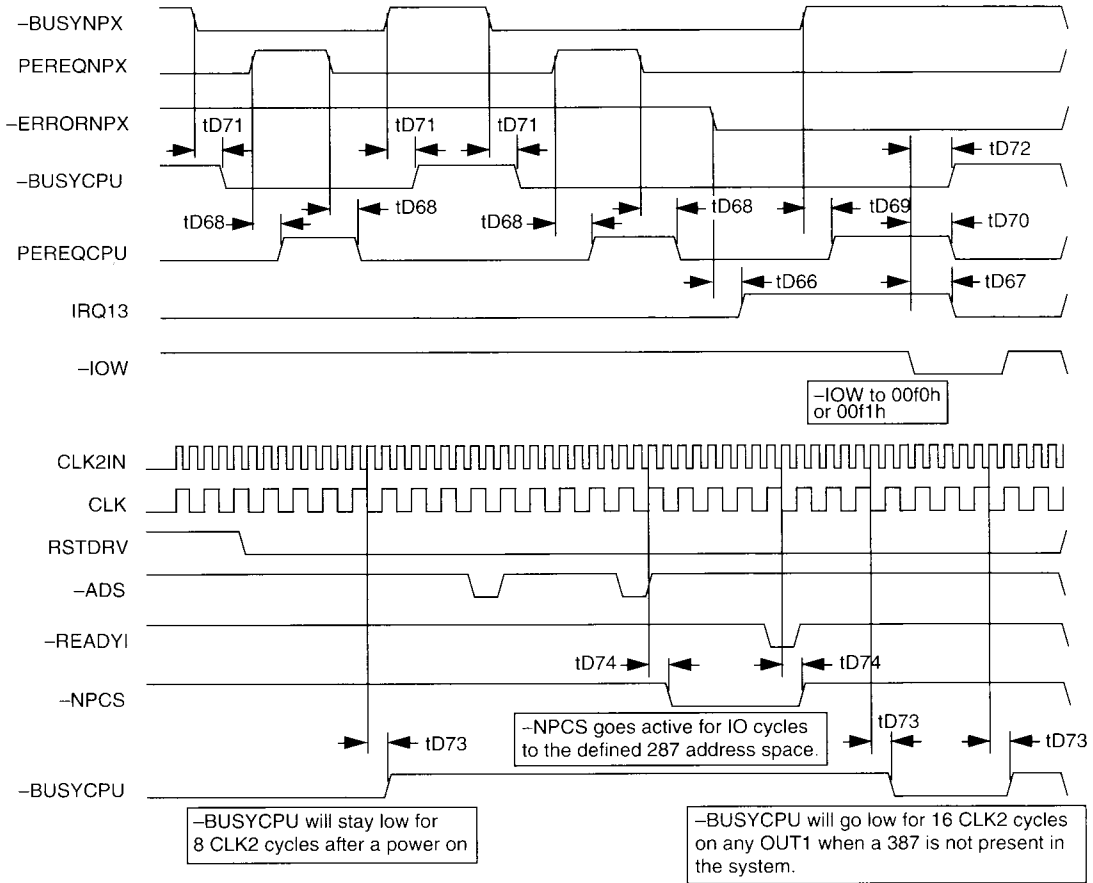 –BUSYNPX
PEREQNPX
–ERRORNPX
tD71 tD71 tD71 tD72
–BUSYCPU
tD68 tD68 tD68 tD68 tD69 tD70
PEREQCPU
tD66 tD67
IRQ13
–IOW
–IOW to 00f0h
or 00f1h
CLK2IN
CLK
RSTDRV
–ADS
–READYI
tD74 tD74
–NPCS
–NPCS goes active for IO cycles
to the defined 287 address space.
tD73 tD73 tD73
–BUSYCPU
–BUSYCPU will stay low for
8 CLK2 cycles after a power on
–BUSYCPU will go low for 16 CLK2 cycles
on any OUT1 when a 387 is not present in
the system.